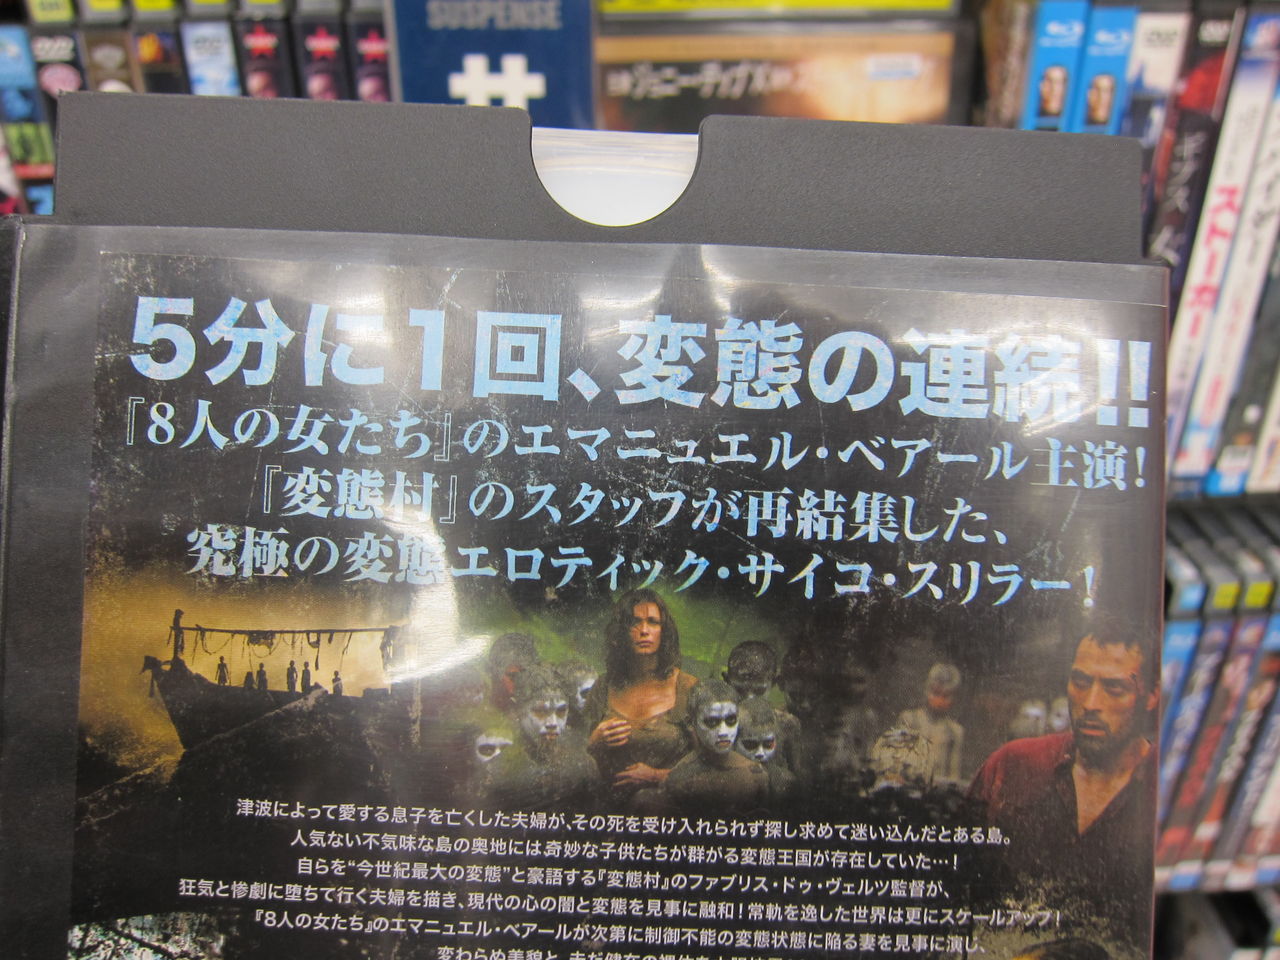 SUSPENSE
5分に1回、変態の連続!!
『8人の女たち』のエマニュエル・ベアール主演!
『変態村』のスタッフが再結集した、
究極の変態エロティック・サイコ・スリラー!
津波によって愛する息子を亡くした夫婦が、その死を受け入れられず探し求めて迷い込んだとある島。
人気ない不気味な島の奥地には奇妙な子供たちが群がる変態王国が存在していた…!
自らを“今世紀最大の変態”と豪語する『変態村』のファブリス・ドゥ・ヴェルツ監督が、
狂気と惨劇に堕ちて行く夫婦を描き、現代の心の闇と変態を見事に融和!常軌を逸した世界は更にスケールアップ!
『8人の女たち』のエマニュエル・ベアールが次第に制御不能の変態状態に陥る妻を見事に演じ、
ストーカー